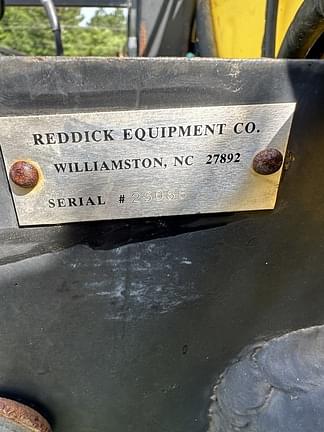 REDDICK EQUIPMENT CO.
WILLIAMSTON, NC 27892
SERIAL #